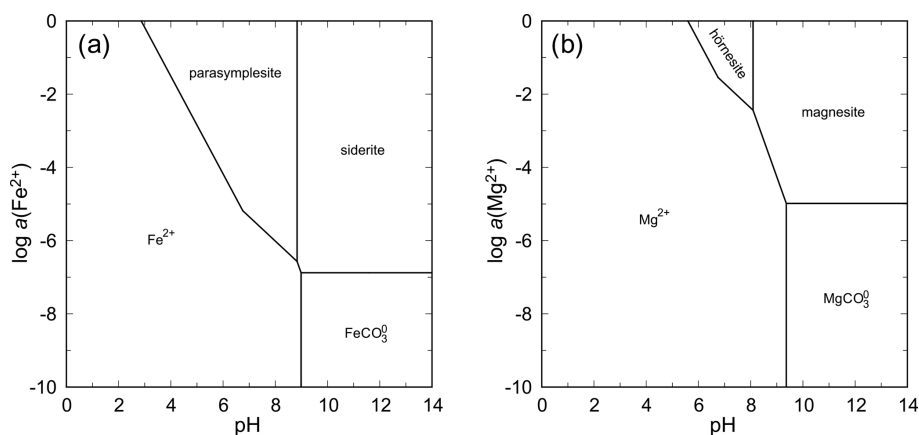 (a)
log a(Fe²⁺)
0
-2
-4
-6
-8
-10
parasymplesite
siderite
Fe²⁺
FeCO₃⁰
0 2 4 6 8 10 12 14
pH
(b)
log a(Mg²⁺)
0
-2
-4
-6
-8
-10
hörnesite
magnesite
Mg²⁺
MgCO₃⁰
0 2 4 6 8 10 12 14
pH